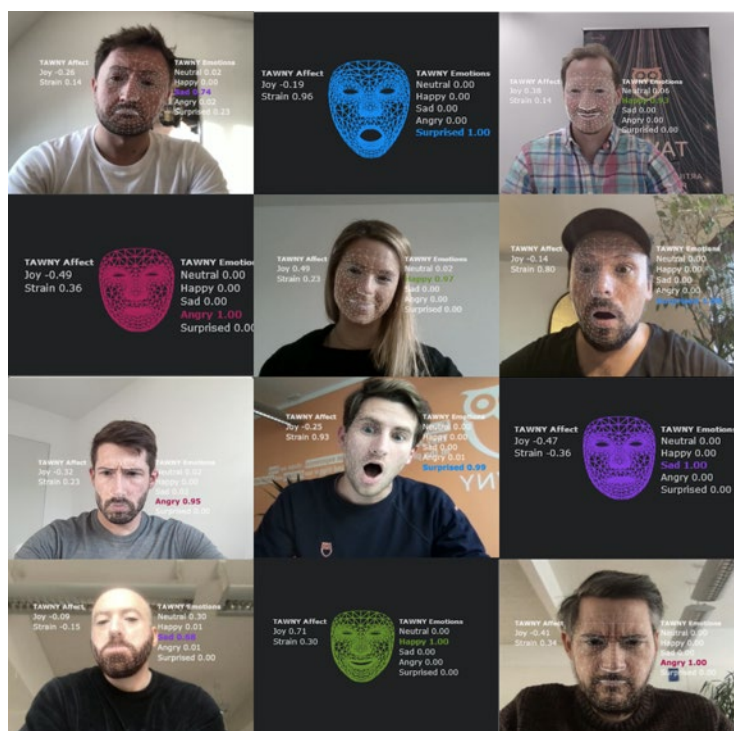 TAWNY Affect
Joy -0.26
Strain 0.14
TAWNY Emotions
Neutral 0.02
Happy 0.00
Sad 0.74
Angry 0.02
Surprised 0.23
TAWNY Affect
Joy -0.19
Strain 0.96
TAWNY Emotions
Neutral 0.00
Happy 0.00
Sad 0.00
Angry 0.00
Surprised 1.00
TAWNY Affect
Joy 0.38
Strain 0.14
TAWNY Emotions
Neutral 0.06
Happy 0.93
Sad 0.00
Angry 0.00
Surprised 0.00
TAWNY Affect
Joy -0.49
Strain 0.36
TAWNY Emotion
Neutral 0.00
Happy 0.00
Sad 0.00
Angry 1.00
Surprised 0.00
TAWNY Affect
Joy 0.49
Strain 0.23
TAWNY Emotions
Neutral 0.02
Happy 0.97
Sad 0.00
Angry 0.00
Surprised 0.00
TAWNY Affect
Joy -0.14
Strain 0.80
TAWNY Emotions
Neutral 0.00
Happy 0.00
Sad 0.00
Angry 0.00
Surprised
TAWNY Affect
Joy -0.32
Strain 0.23
TAWNY Emotions
Neutral 0.02
Happy 0.00
Sad 0.01
Angry 0.95
Surprised 0.00
TAWNY Affect
Joy -0.25
Strain 0.93
TAWNY Emotions
Neutral 0.00
Happy 0.00
Sad 0.00
Angry 0.01
Surprised 0.99
TAWNY Affect
Joy -0.47
Strain -0.36
TAWNY Emotions
Neutral 0.00
Happy 0.00
Sad 1.00
Angry 0.00
Surprised 0.00
TAWNY Affect
Joy -0.09
Strain -0.15
TAWNY Emotions
Neutral 0.30
Happy 0.01
Sad 0.68
Angry 0.01
Surprised 0.00
TAWNY Affect
Joy 0.71
Strain 0.30
TAWNY Emotions
Neutral 0.00
Happy 1.00
Sad 0.00
Angry 0.00
Surprised 0.00
TAWNY Affect
Joy -0.41
Strain 0.34
TAWNY Emotions
Neutral 0.00
Happy 0.00
Sad 0.00
Angry 1.00
Surprised 0.00